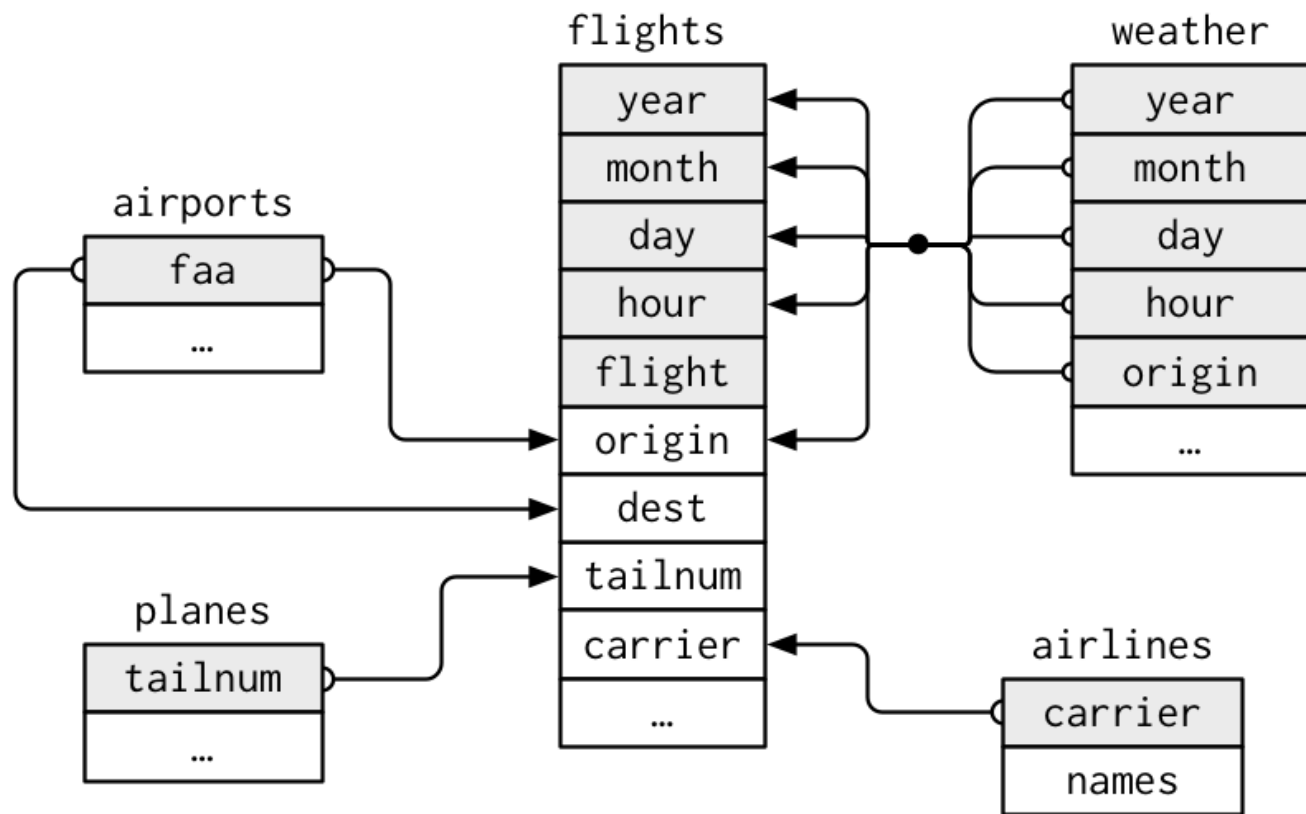 flights
year
month
day
hour
flight
origin
dest
tailnum
carrier
…
weather
year
month
day
hour
origin
…
airports
faa
…
planes
tailnum
…
airlines
carrier
names